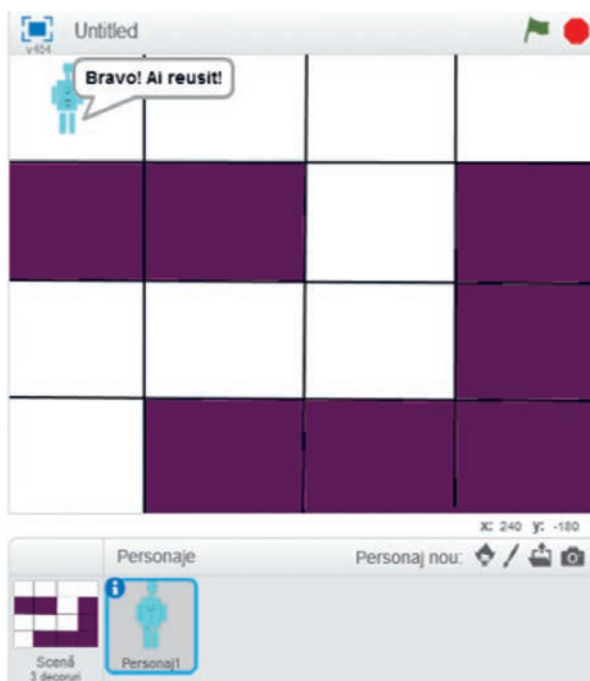 Untitled
v454
Bravo! Ai reusit!
x: 240 y: -180
Personaje
Personaj nou:
Scenă
3 decoruri
Personaj1